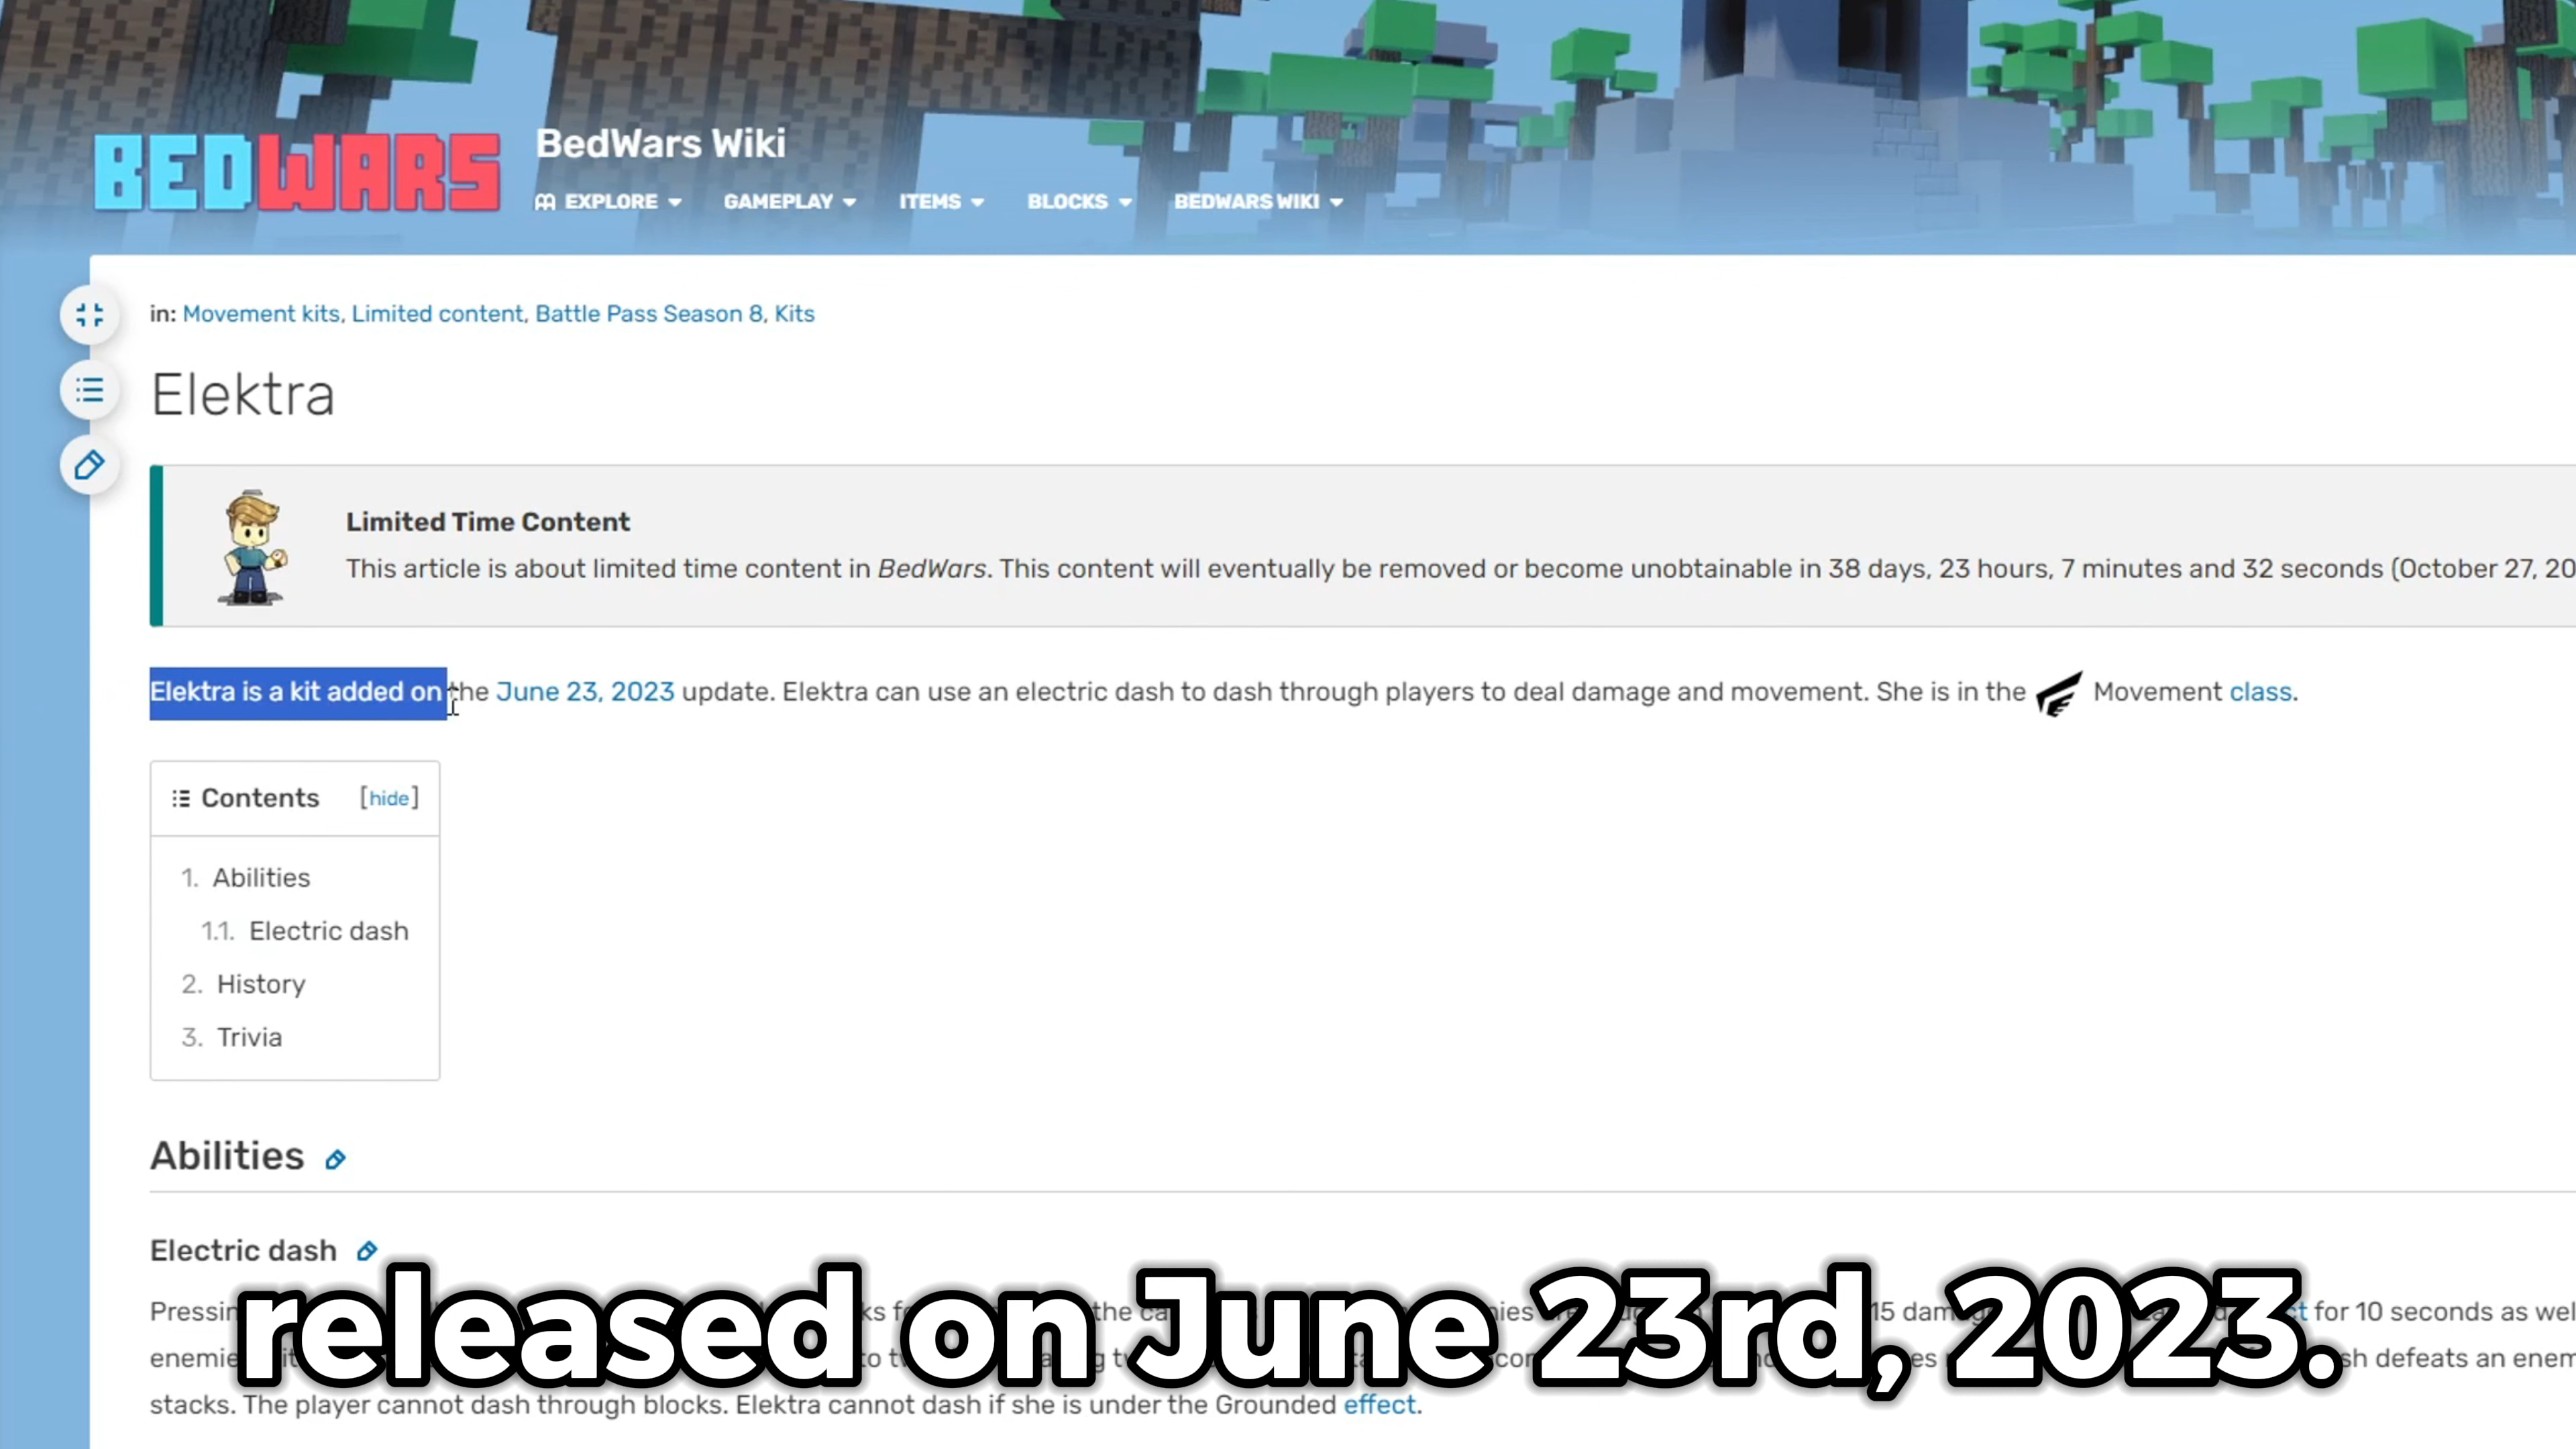 BEDWARS
BedWars Wiki
EXPLORE GAMEPLAY ITEMS BLOCKS BEDWARS WIKI
in: Movement kits, Limited content, Battle Pass Season 8, Kits
Elektra
Limited Time Content
This article is about limited time content in BedWars. This content will eventually be removed or become unobtainable in 38 days, 23 hours, 7 minutes and 32 seconds (October 27, 20
Elektra is a kit added on the June 23, 2023 update. Elektra can use an electric dash to dash through players to deal damage and movement. She is in the Movement class.
Contents [hide]
1. Abilities
1.1. Electric dash
2. History
3. Trivia
Abilities
Electric dash
released on June 23rd, 2023.
for 10 seconds as
defeats an
stacks. The player cannot dash through blocks. Elektra cannot dash if she is under the Grounded effect.